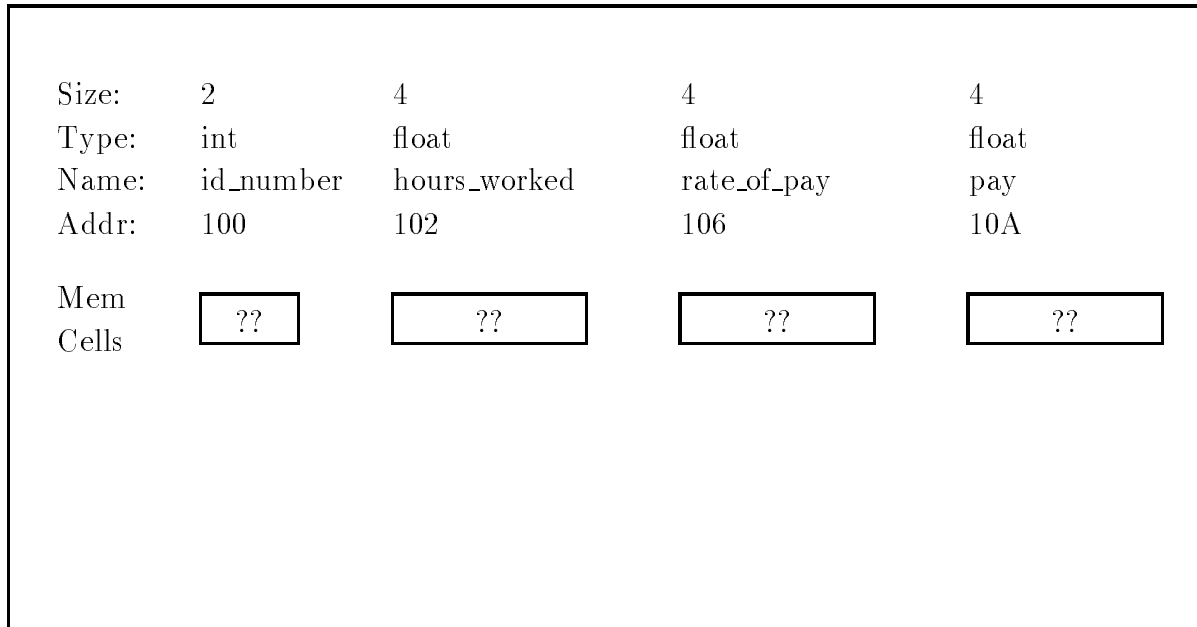 Size: 2 4 4 4
Type: int float float float
Name: id_number hours_worked rate_of_pay pay
Addr: 100 102 106 10A
Mem
Cells
?? ?? ?? ??